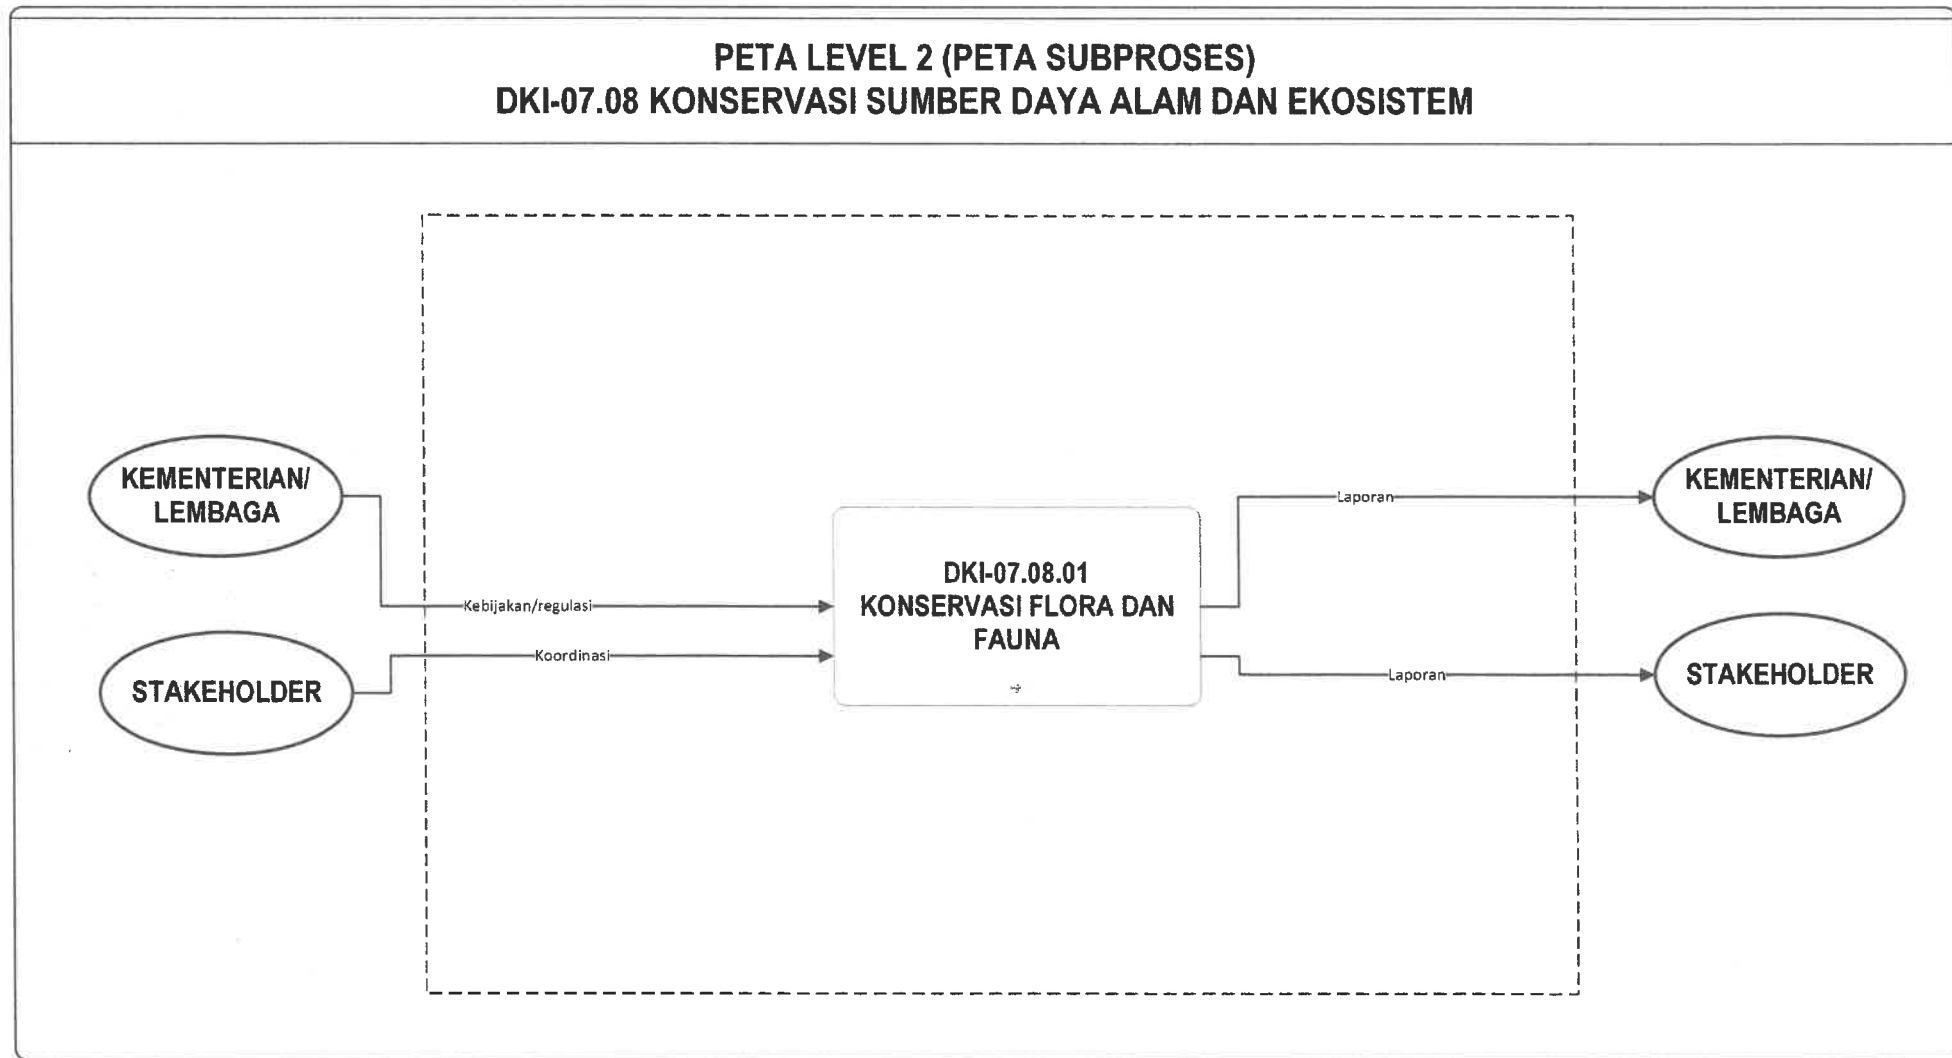 PETA LEVEL 2 (PETA SUBPROSES)
DKI-07.08 KONSERVASI SUMBER DAYA ALAM DAN EKOSISTEM
KEMENTERIAN/
LEMBAGA
STAKEHOLDER
Kebijakan/regulasi
Koordinasi
DKI-07.08.01
KONSERVASI FLORA DAN
FAUNA
Laporan
Laporan
KEMENTERIAN/
LEMBAGA
STAKEHOLDER